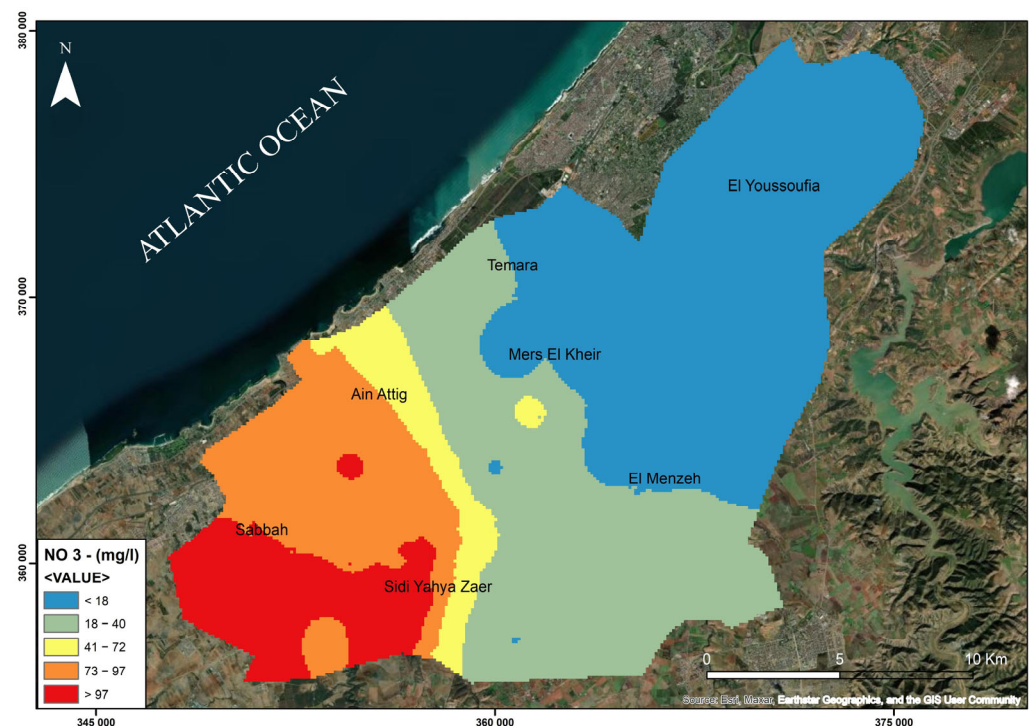 380 000
N
ATLANTIC OCEAN
El Youssoufia
Temara
370 000
Mers El Kheir
Ain Attig
El Menzeh
Sabbah
NO 3 - (mg/l)
<VALUE>
< 18
18 – 40
41 – 72
73 – 97
> 97
360 000
Sidi Yahya Zaer
0 5 10 Km
Source: Esri, Maxar, Earthstar Geographics, and the GIS User Community
345 000 360 000 375 000